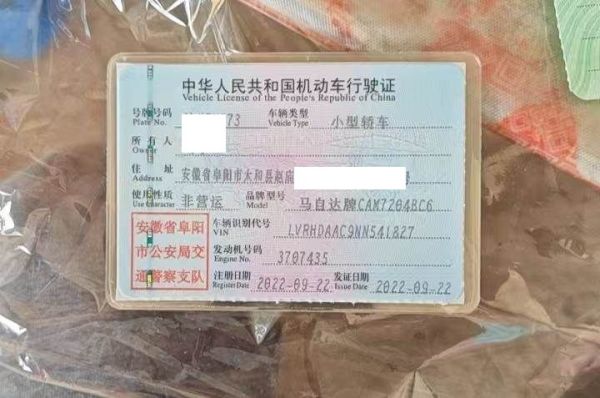 中华人民共和国机动车行驶证
Vehicle License of the People's Republic of China
号牌号码 73 车辆类型 小型轿车
Plate No. Vehicle Type
所有人
Owner
住址 安徽省阜阳市太和县赵庙
Address
使用性质 非营运 品牌型号 马自达牌CAM7204BC6
Use Character Model
安徽省阜阳
市公安局交
通警察支队
车辆识别代号 LVRHDAAC9NN541827
VIN
发动机号码 3707435
Engine No.
注册日期 2022-09-22 发证日期 2022-09-22
Register Date Issue Date